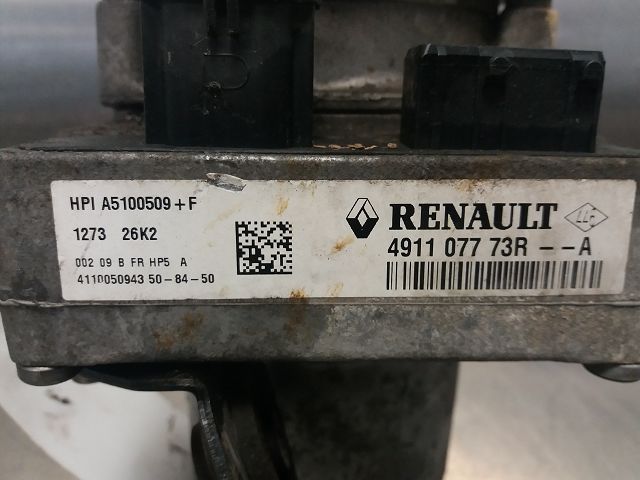 HPI A5100509+F
1273 26K2
002 09 B FR HP5 A
4110050943 50-84-50
RENAULT
4911 077 73R --A